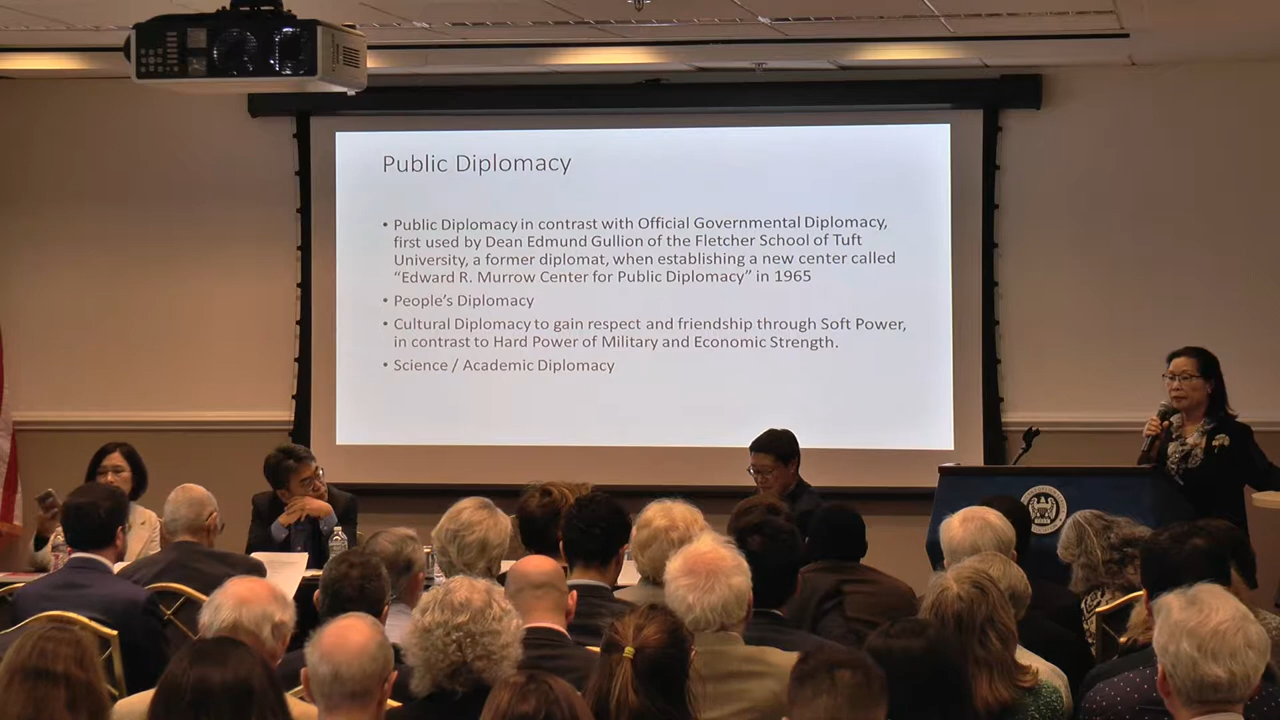 Public Diplomacy
• Public Diplomacy in contrast with Official Governmental Diplomacy,
first used by Dean Edmund Gullion of the Fletcher School of Tuft
University, a former diplomat, when establishing a new center called
“Edward R. Murrow Center for Public Diplomacy” in 1965
• People’s Diplomacy
• Cultural Diplomacy to gain respect and friendship through Soft Power,
in contrast to Hard Power of Military and Economic Strength.
• Science / Academic Diplomacy